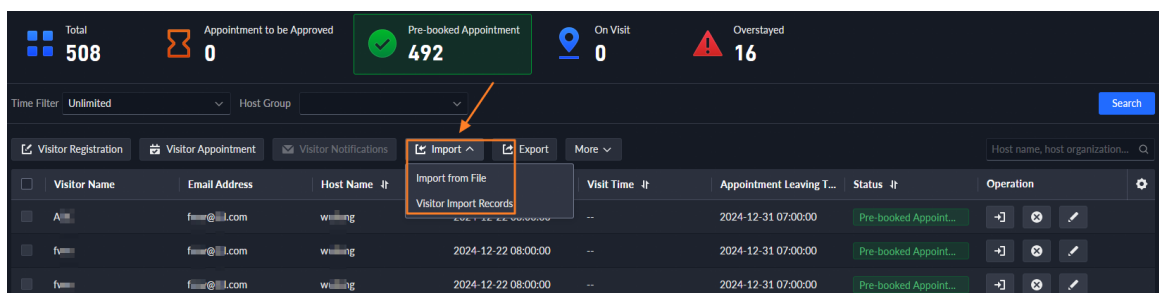 Total
508
Appointment to be Approved
0
Pre-booked Appointment
492
On Visit
0
Overstayed
16
Time Filter Unlimited Host Group Search
Visitor Registration Visitor Appointment Visitor Notifications Import Export More Host name, host organization...
Import from File
Visitor Import Records
Visitor Name Email Address Host Name Visit Time Appointment Leaving T... Status Operation
-- 2024-12-31 07:00:00 Pre-booked Appoint...
2024-12-22 08:00:00 -- 2024-12-31 07:00:00 Pre-booked Appoint...
2024-12-22 08:00:00 -- 2024-12-31 07:00:00 Pre-booked Appoint...